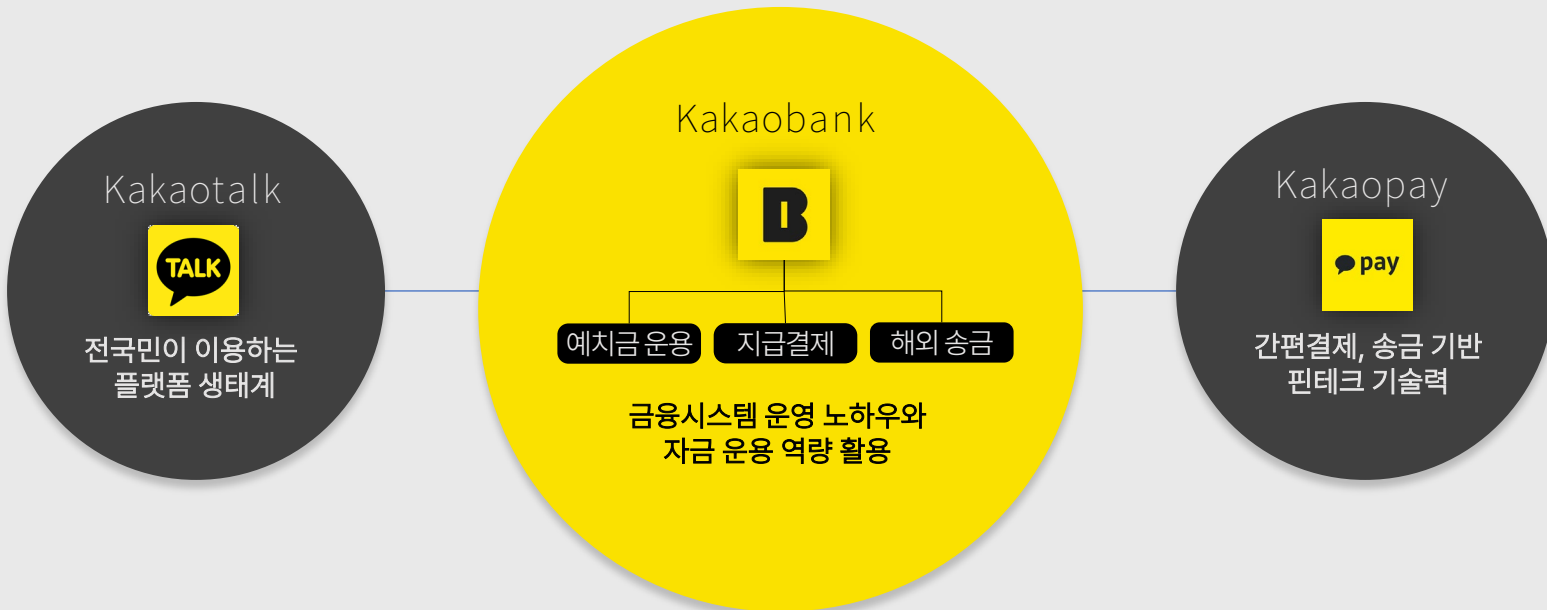 Kakaotalk
TALK
전국민이 이용하는
플랫폼 생태계
Kakaobank
B
예치금 운용
지급결제
해외 송금
금융시스템 운영 노하우와
자금 운용 역량 활용
Kakaopay
pay
간편결제, 송금 기반
핀테크 기술력